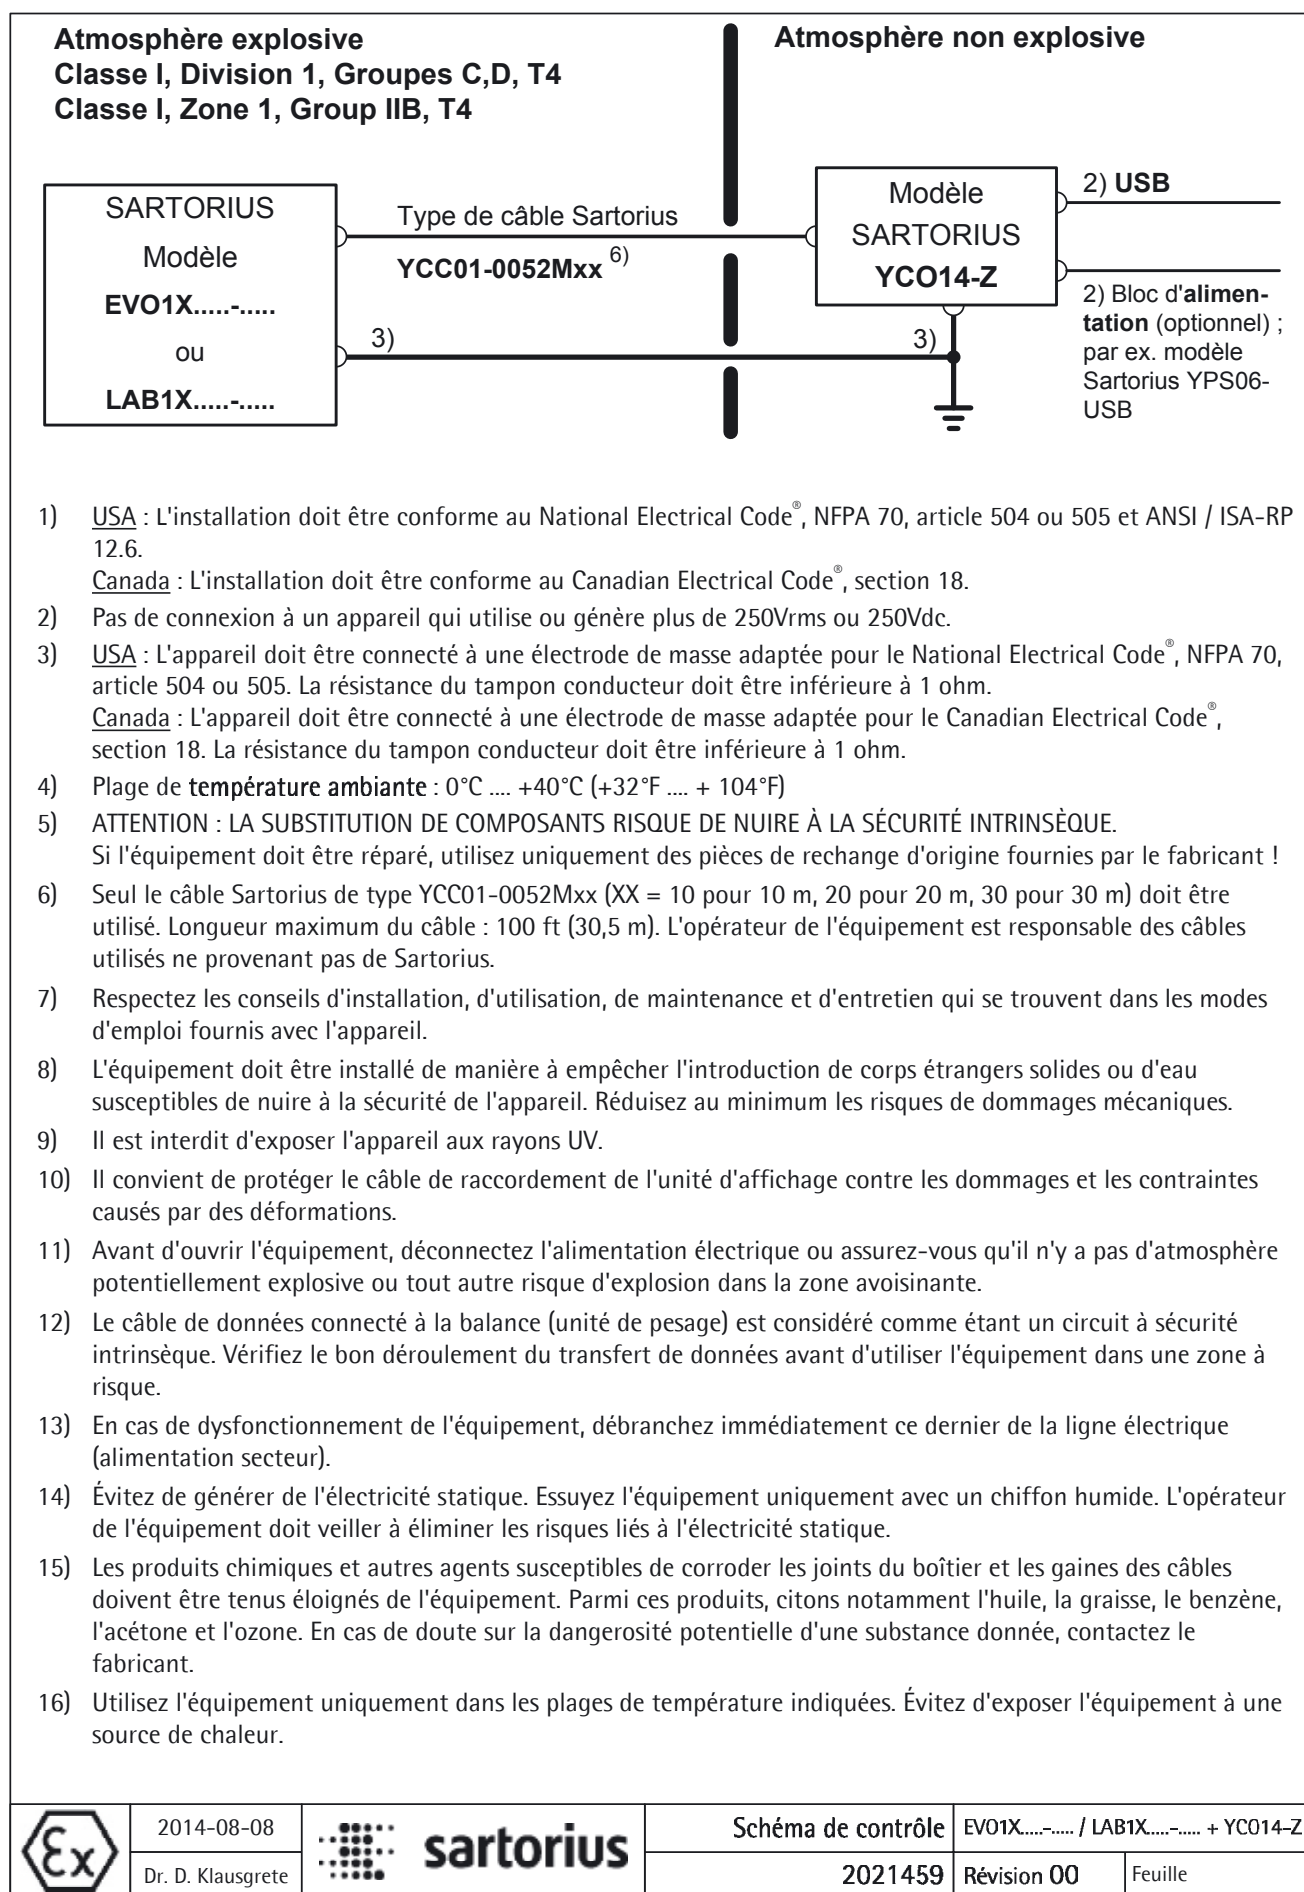 Atmosphère explosive
Classe I, Division 1, Groupes C,D, T4
Classe I, Zone 1, Group IIB, T4
Atmosphère non explosive
SARTORIUS
Modèle
EVO1X.....-.....
ou
LAB1X.....-.....
Type de câble Sartorius
YCC01-0052Mxx 6)
3)
Modèle
SARTORIUS
YCO14-Z
3)
2) USB
2) Bloc d'alimen-
tation (optionnel) ;
par ex. modèle
Sartorius YPS06-
USB
1) USA : L'installation doit être conforme au National Electrical Code®, NFPA 70, article 504 ou 505 et ANSI / ISA-RP
12.6.
Canada : L'installation doit être conforme au Canadian Electrical Code®, section 18.
2) Pas de connexion à un appareil qui utilise ou génère plus de 250Vrms ou 250Vdc.
3) USA : L'appareil doit être connecté à une électrode de masse adaptée pour le National Electrical Code®, NFPA 70,
article 504 ou 505. La résistance du tampon conducteur doit être inférieure à 1 ohm.
Canada : L'appareil doit être connecté à une électrode de masse adaptée pour le Canadian Electrical Code®,
section 18. La résistance du tampon conducteur doit être inférieure à 1 ohm.
4) Plage de température ambiante : 0°C .... +40°C (+32°F .... + 104°F)
5) ATTENTION : LA SUBSTITUTION DE COMPOSANTS RISQUE DE NUIRE À LA SÉCURITÉ INTRINSÈQUE.
Si l'équipement doit être réparé, utilisez uniquement des pièces de rechange d'origine fournies par le fabricant !
6) Seul le câble Sartorius de type YCC01-0052Mxx (XX = 10 pour 10 m, 20 pour 20 m, 30 pour 30 m) doit être
utilisé. Longueur maximum du câble : 100 ft (30,5 m). L'opérateur de l'équipement est responsable des câbles
utilisés ne provenant pas de Sartorius.
7) Respectez les conseils d'installation, d'utilisation, de maintenance et d'entretien qui se trouvent dans les modes
d'emploi fournis avec l'appareil.
8) L'équipement doit être installé de manière à empêcher l'introduction de corps étrangers solides ou d'eau
susceptibles de nuire à la sécurité de l'appareil. Réduisez au minimum les risques de dommages mécaniques.
9) Il est interdit d'exposer l'appareil aux rayons UV.
10) Il convient de protéger le câble de raccordement de l'unité d'affichage contre les dommages et les contraintes
causés par des déformations.
11) Avant d'ouvrir l'équipement, déconnectez l'alimentation électrique ou assurez-vous qu'il n'y a pas d'atmosphère
potentiellement explosive ou tout autre risque d'explosion dans la zone avoisinante.
12) Le câble de données connecté à la balance (unité de pesage) est considéré comme étant un circuit à sécurité
intrinsèque. Vérifiez le bon déroulement du transfert de données avant d'utiliser l'équipement dans une zone à
risque.
13) En cas de dysfonctionnement de l'équipement, débranchez immédiatement ce dernier de la ligne électrique
(alimentation secteur).
14) Évitez de générer de l'électricité statique. Essuyez l'équipement uniquement avec un chiffon humide. L'opérateur
de l'équipement doit veiller à éliminer les risques liés à l'électricité statique.
15) Les produits chimiques et autres agents susceptibles de corroder les joints du boîtier et les gaines des câbles
doivent être tenus éloignés de l'équipement. Parmi ces produits, citons notamment l'huile, la graisse, le benzène,
l'acétone et l'ozone. En cas de doute sur la dangerosité potentielle d'une substance donnée, contactez le
fabricant.
16) Utilisez l'équipement uniquement dans les plages de température indiquées. Évitez d'exposer l'équipement à une
source de chaleur.
Ex
2014-08-08
Dr. D. Klausgrete
sartorius
Schéma de contrôle
EVO1X.....-..... / LAB1X.....-..... + YCO14-Z
2021459
Révision 00
Feuille